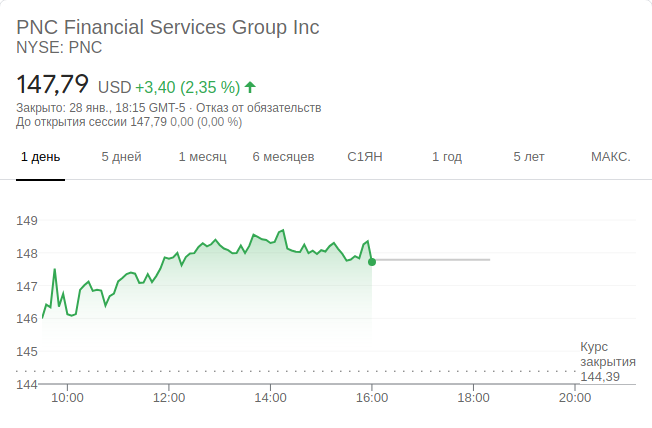 PNC Financial Services Group Inc
NYSE: PNC
147,79 USD +3,40 (2,35 %)
Закрыто: 28 янв., 18:15 GMT-5 · Отказ от обязательств
До открытия сессии 147,79 0,00 (0,00 %)
1 день 5 дней 1 месяц 6 месяцев С1ЯН 1 год 5 лет МАКС.
149
148
147
146
145
Курс
закрытия
144,39
144
10:00 12:00 14:00 16:00 18:00 20:00